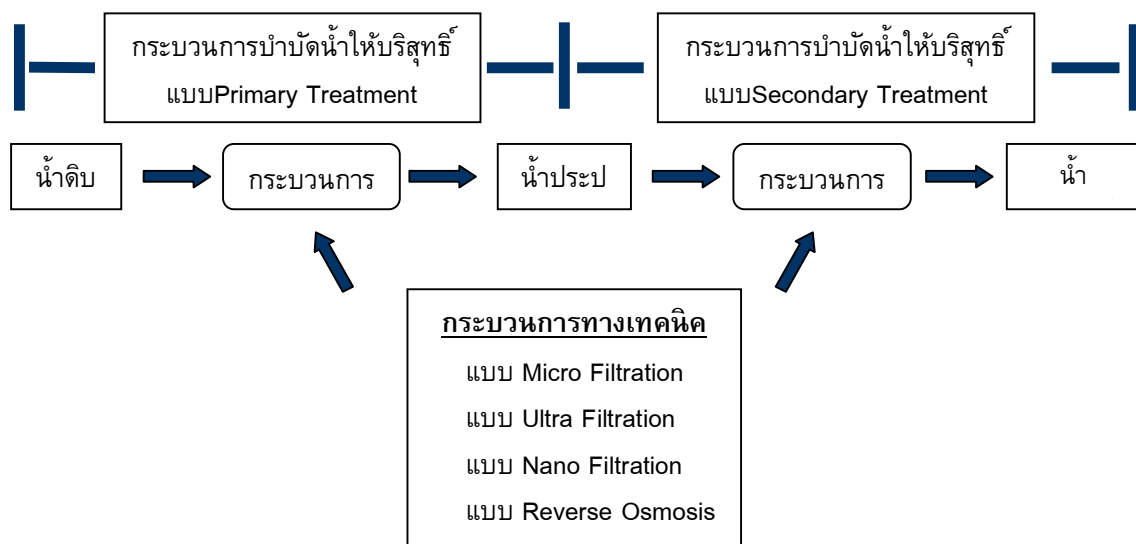 กระบวนการบำบัดน้ำให้บริสุทธิ์
แบบPrimary Treatment
กระบวนการบำบัดน้ำให้บริสุทธิ์
แบบSecondary Treatment
น้ำดิบ
กระบวนการ
น้ำประป
กระบวนการ
น้ำ
กระบวนการทางเทคนิค
แบบ Micro Filtration
แบบ Ultra Filtration
แบบ Nano Filtration
แบบ Reverse Osmosis